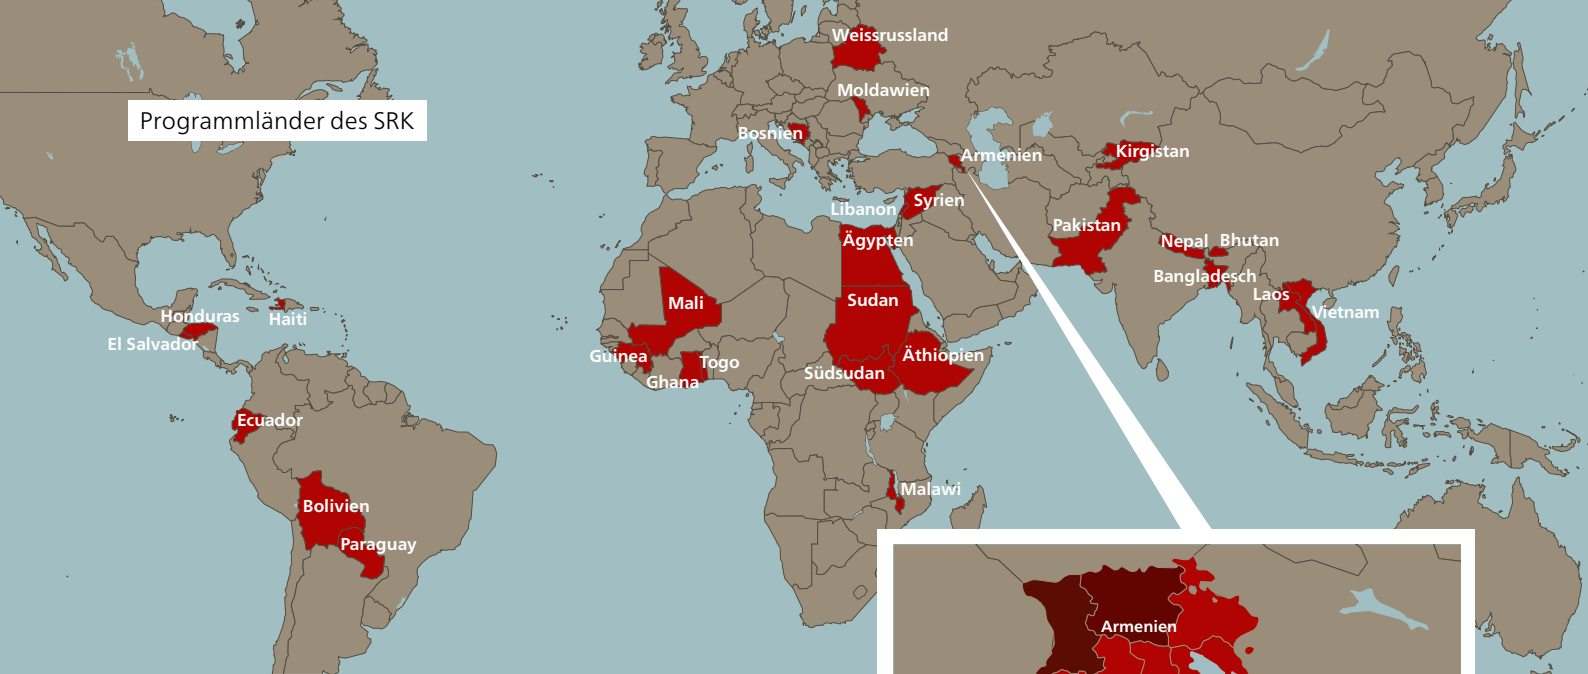 Weissrussland
Moldawien
Programmländer des SRK
Bosnien
Armenien
Kirgistan
Syrien
Libanon
Pakistan
Ägypten
Nepal
Bhutan
Bangladesch
Laos
Sudan
Mali
Vietnam
Honduras
Haiti
El Salvador
Guinea
Togo
Äthiopien
Südsudan
Ghana
Ecuador
Malawi
Bolivien
Paraguay
Armenien